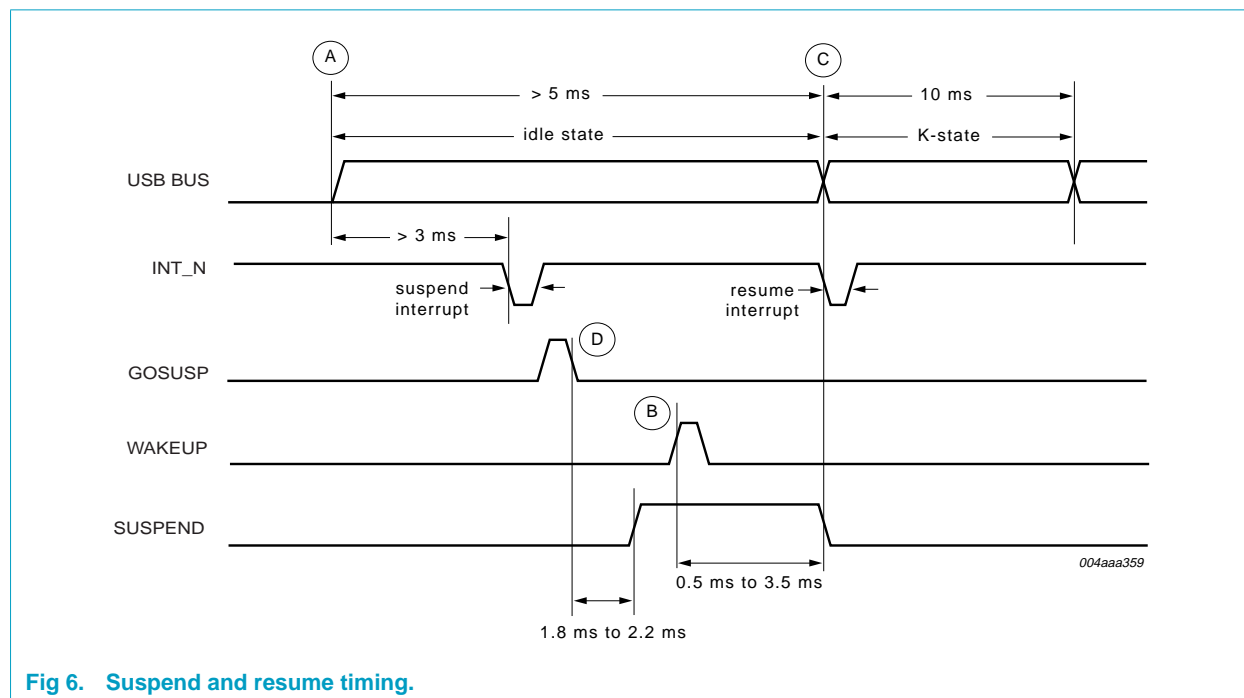 A
C
> 5 ms
10 ms
idle state
K-state
USB BUS
> 3 ms
INT_N
suspend
interrupt
resume
interrupt
D
GOSUSP
B
WAKEUP
SUSPEND
004aaa359
0.5 ms to 3.5 ms
1.8 ms to 2.2 ms
Fig 6. Suspend and resume timing.